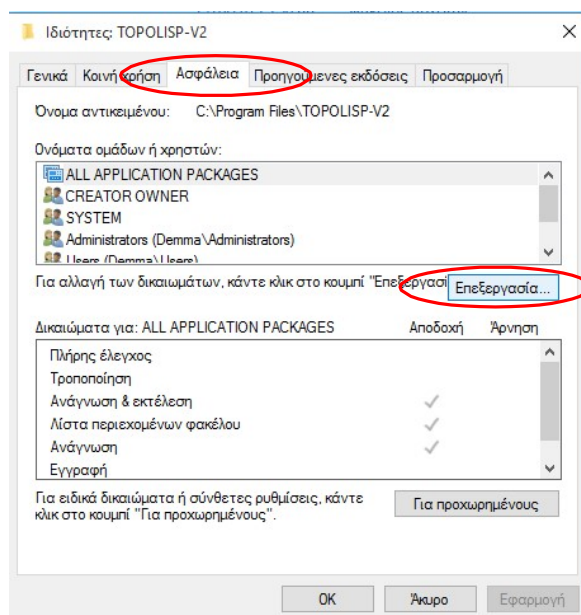 Ιδιότητες: TOPOLISP-V2
Γενικά Κοινή χρήση Ασφάλεια Προηγούμενες εκδόσεις Προσαρμογή
Όνομα αντικειμένου: C:\Program Files\TOPOLISP-V2
Ονόματα ομάδων ή χρηστών:
ALL APPLICATION PACKAGES
CREATOR OWNER
SYSTEM
Administrators (Demma\Administrators)
Users (Demma\Users)
Για αλλαγή των δικαιωμάτων, κάντε κλικ στο κουμπί "Επεξεργασί
Επεξεργασία...
Δικαιώματα για: ALL APPLICATION PACKAGES Αποδοχή Άρνηση
Πλήρης έλεγχος
Τροποποίηση
Ανάγνωση & εκτέλεση
Λίστα περιεχομένων φακέλου
Ανάγνωση
Εγγραφή
Για ειδικά δικαιώματα ή σύνθετες ρυθμίσεις, κάντε
κλικ στο κουμπί "Για προχωρημένους".
Για προχωρημένους
OK Άκυρο Εφαρμογή